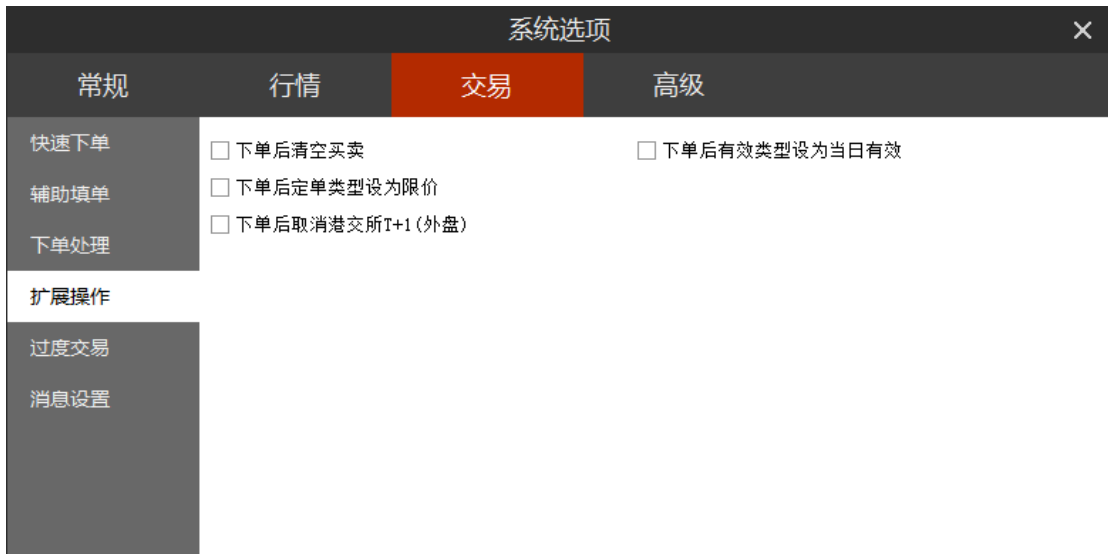 系统选项
常规 行情 交易 高级
快速下单
辅助填单
下单处理
扩展操作
过度交易
消息设置
下单后清空买卖 下单后有效类型设为当日有效
下单后定单类型设为限价
下单后取消港交所T+1(外盘)